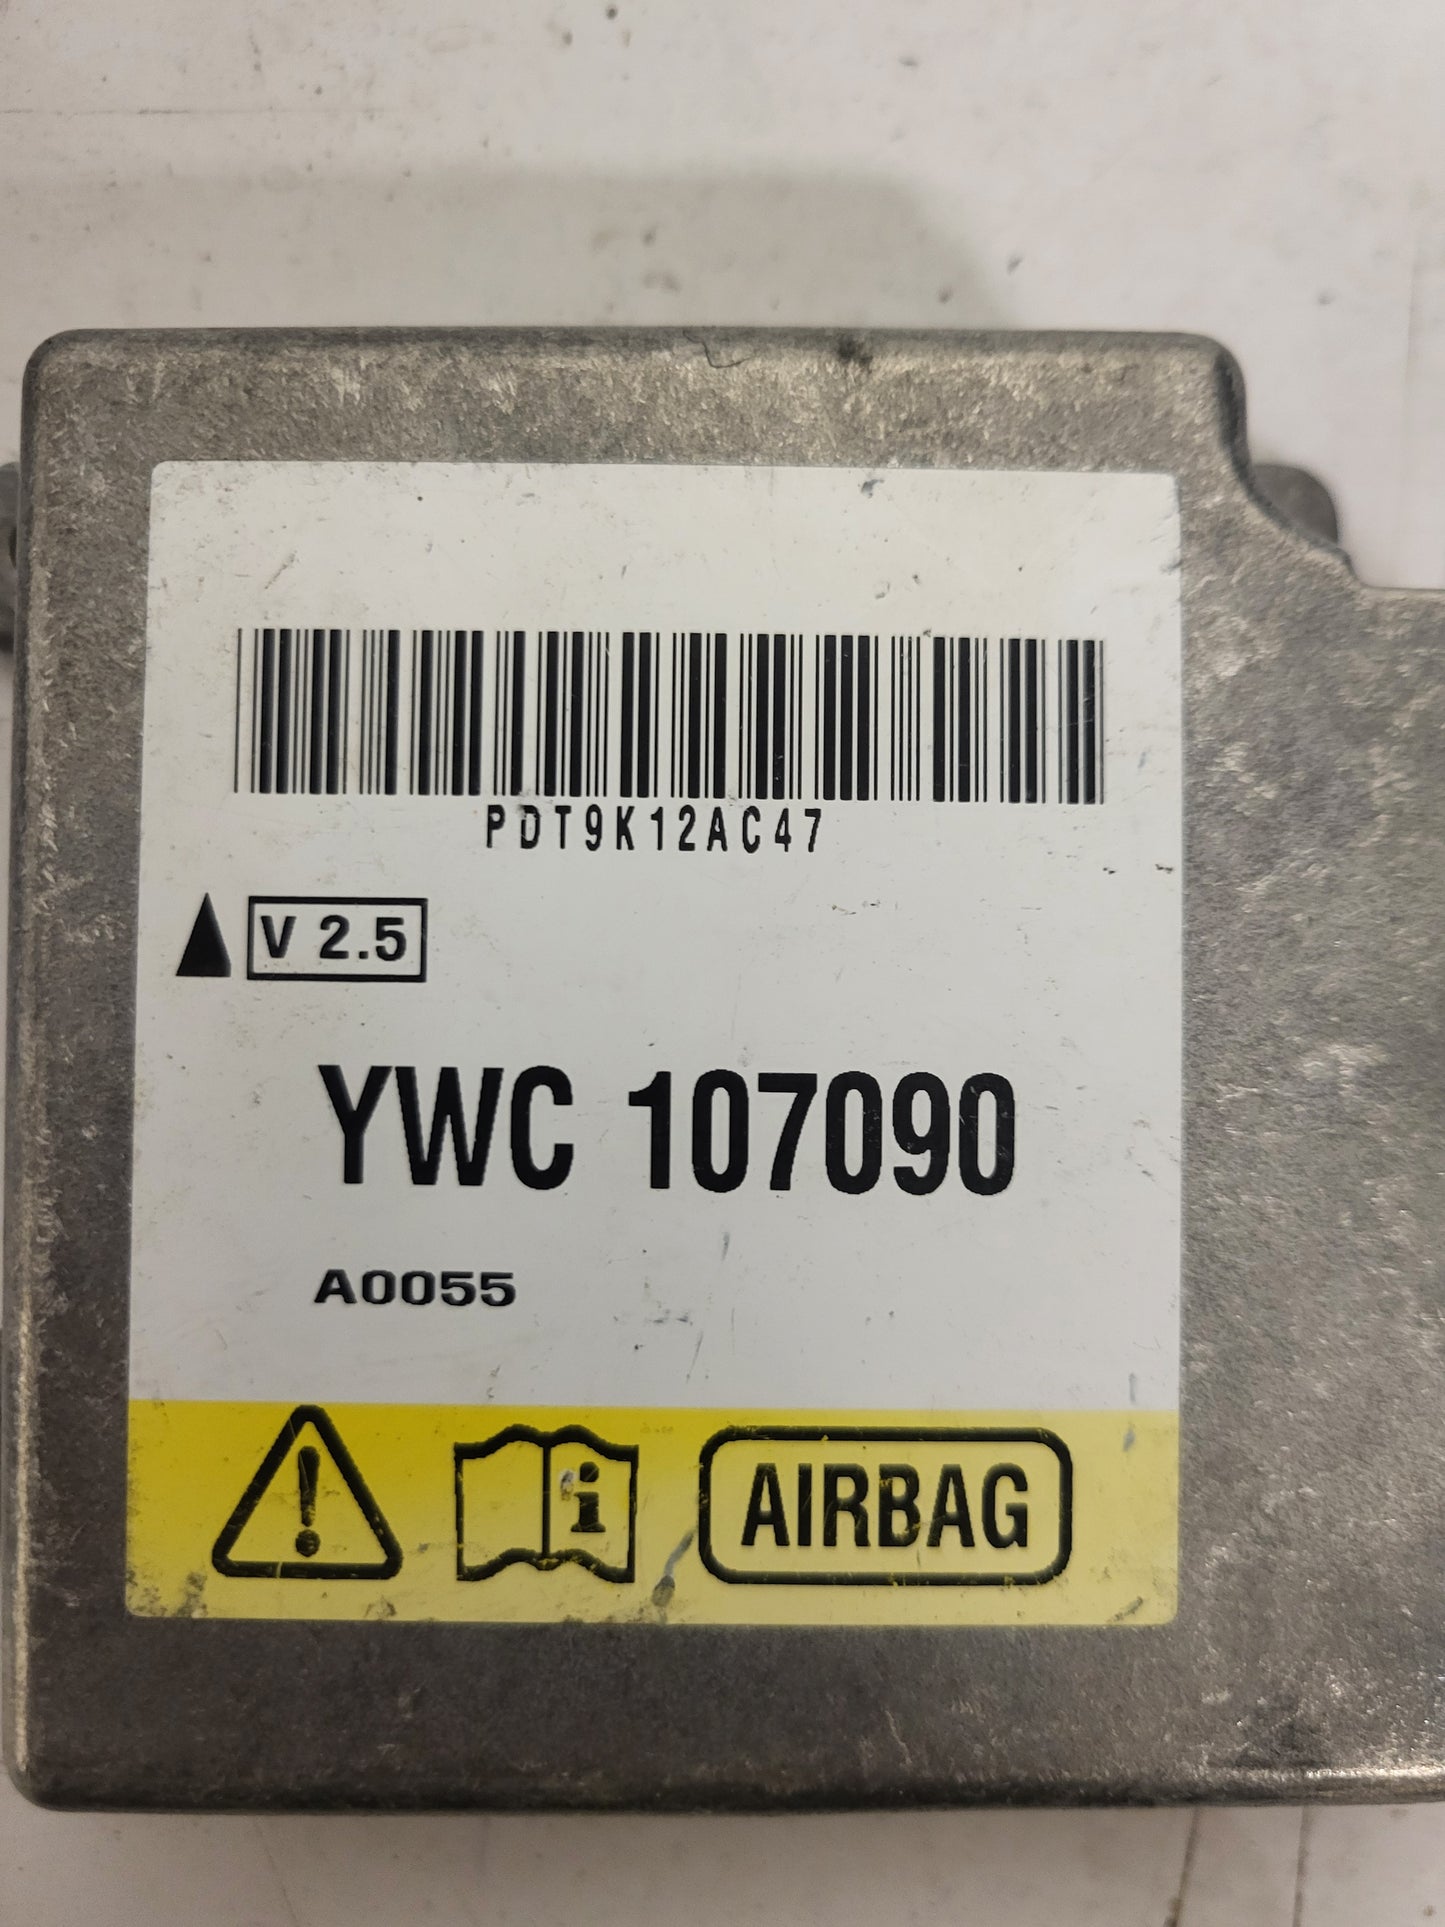 PDT9K12AC47
V 2.5
YWC 107090
A0055
! i AIRBAG